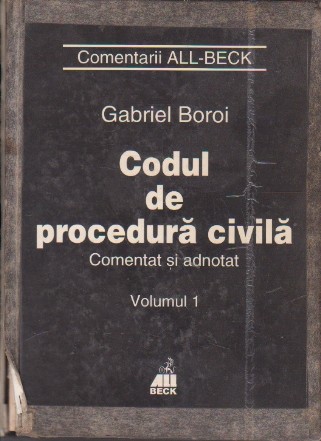 Comentarii ALL-BECK
Gabriel Boroi
Codul
de
procedură civilă
Comentat și adnotat
Volumul 1
ALL
BECK